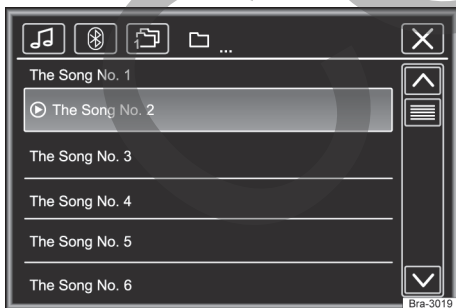 ...
The Song No. 1
The Song No. 2
The Song No. 3
The Song No. 4
The Song No. 5
The Song No. 6
Bra-3019